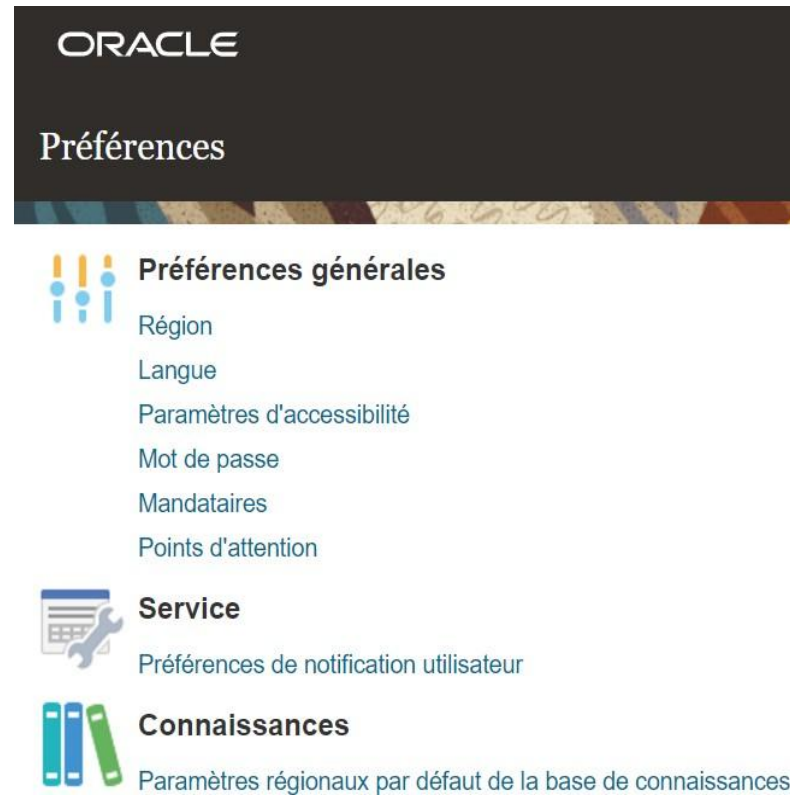 ORACLE
Préférences
Préférences générales
Région
Langue
Paramètres d'accessibilité
Mot de passe
Mandataires
Points d'attention
Service
Préférences de notification utilisateur
Connaissances
Paramètres régionaux par défaut de la base de connaissances